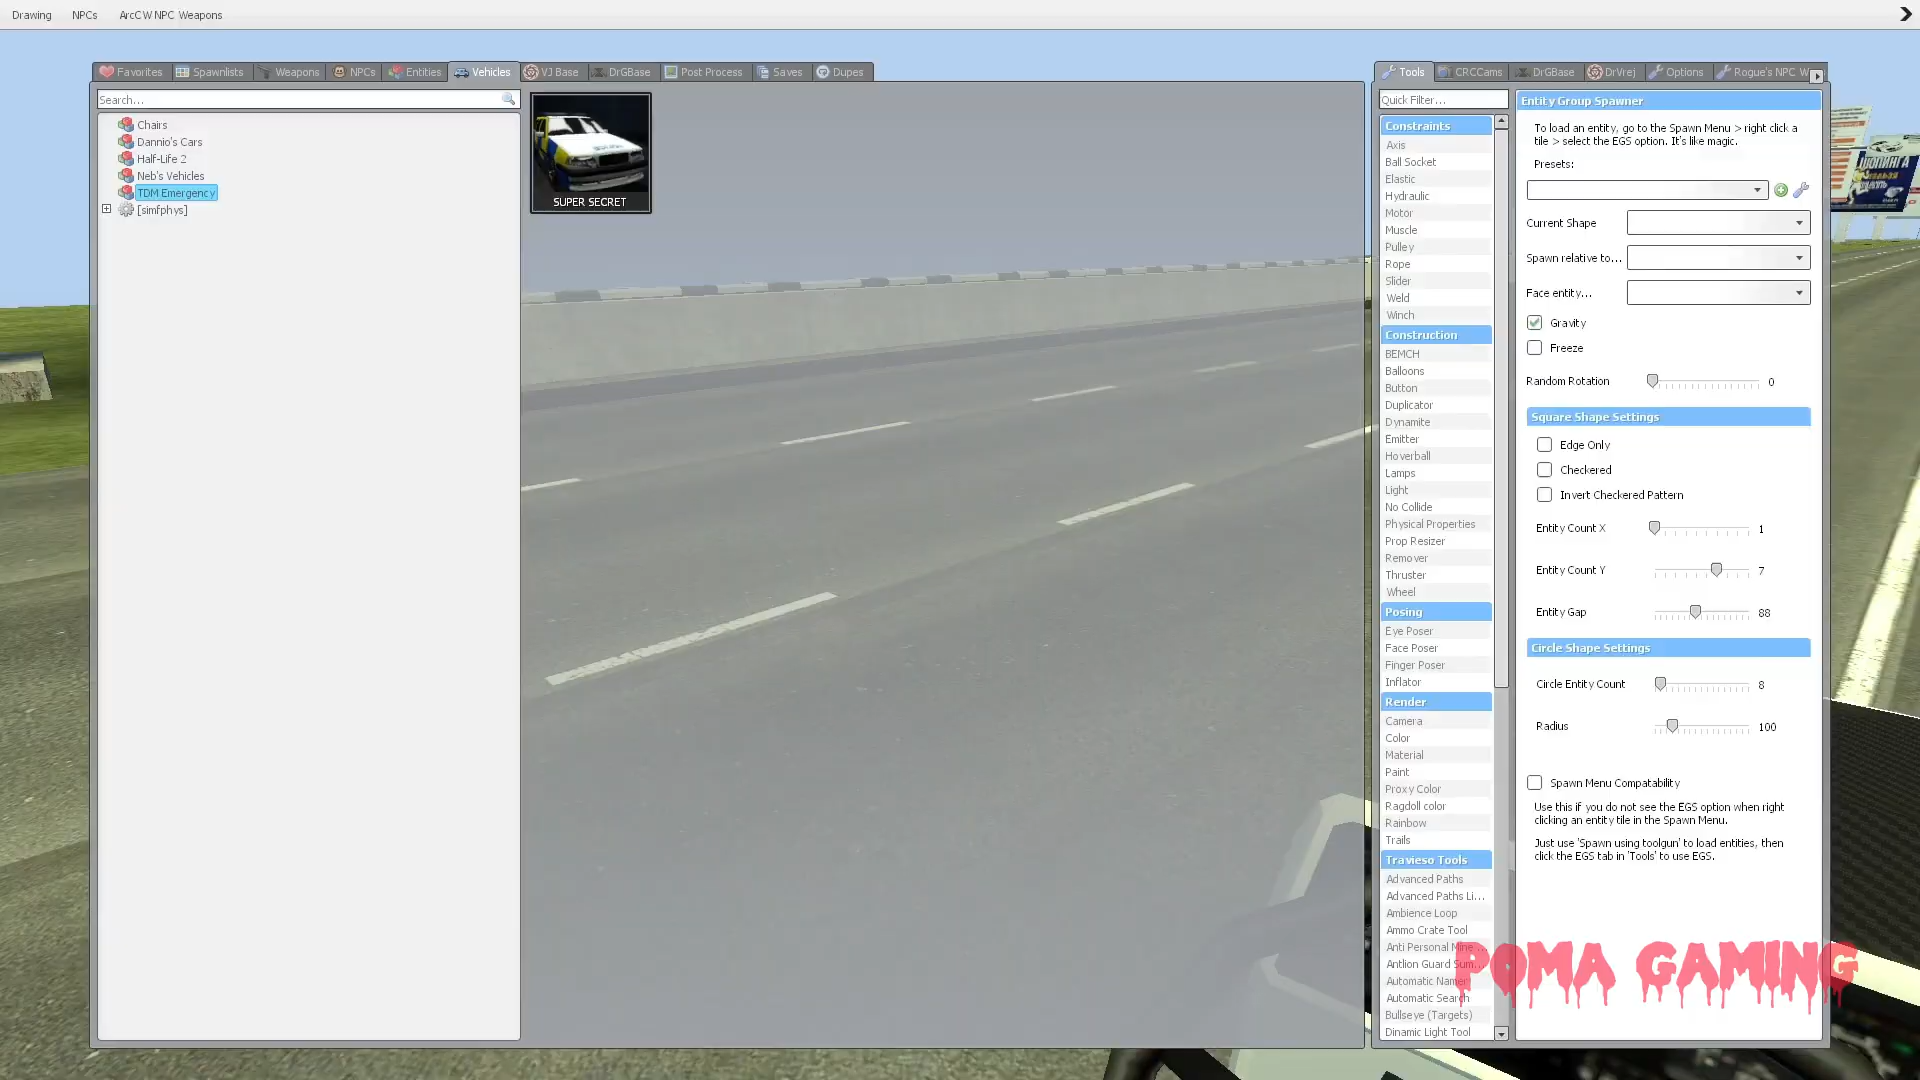 Drawing
NPCs
ArcCW NPC Weapons
Favorites
Spawnlists
Weapons
NPCs
Entities
Vehicles
VJ Base
DrGBase
Post Process
Saves
Dupes
Search...
Chairs
Dannio's Cars
Half-Life 2
Neb's Vehicles
TDM Emergency
[simfphys]
SUPER SECRET
Tools
CRCCams
DrGBase
DrVrej
Options
Rogue's NPC W
Quick Filter...
Constraints
Axis
Ball Socket
Elastic
Hydraulic
Motor
Muscle
Pulley
Rope
Slider
Weld
Winch
Construction
BEMCH
Balloons
Button
Duplicator
Dynamite
Emitter
Hoverball
Lamps
Light
No Collide
Physical Properties
Prop Resizer
Remover
Thruster
Wheel
Posing
Eye Poser
Face Poser
Finger Poser
Inflator
Render
Camera
Color
Material
Paint
Proxy Color
Ragdoll color
Rainbow
Trails
Travieso Tools
Advanced Paths
Advanced Paths Li...
Ambience Loop
Ammo Crate Tool
Anti Personal Mine ...
Antlion Guard Sum...
Automatic Namer
Automatic Search
Bullseye (Targets)
Dinamic Light Tool
Entity Group Spawner
To load an entity, go to the Spawn Menu > right click a
tile > select the EGS option. It's like magic.
Presets:
Current Shape
Spawn relative to...
Face entity...
Gravity
Freeze
Random Rotation 0
Square Shape Settings
Edge Only
Checkered
Invert Checkered Pattern
Entity Count X 1
Entity Count Y 7
Entity Gap 88
Circle Shape Settings
Circle Entity Count 8
Radius 100
Spawn Menu Compatability
Use this if you do not see the EGS option when right
clicking an entity tile in the Spawn Menu.
Just use 'Spawn using toolgun' to load entities, then
click the EGS tab in 'Tools' to use EGS.
ШОПИНГА
POMA GAMING